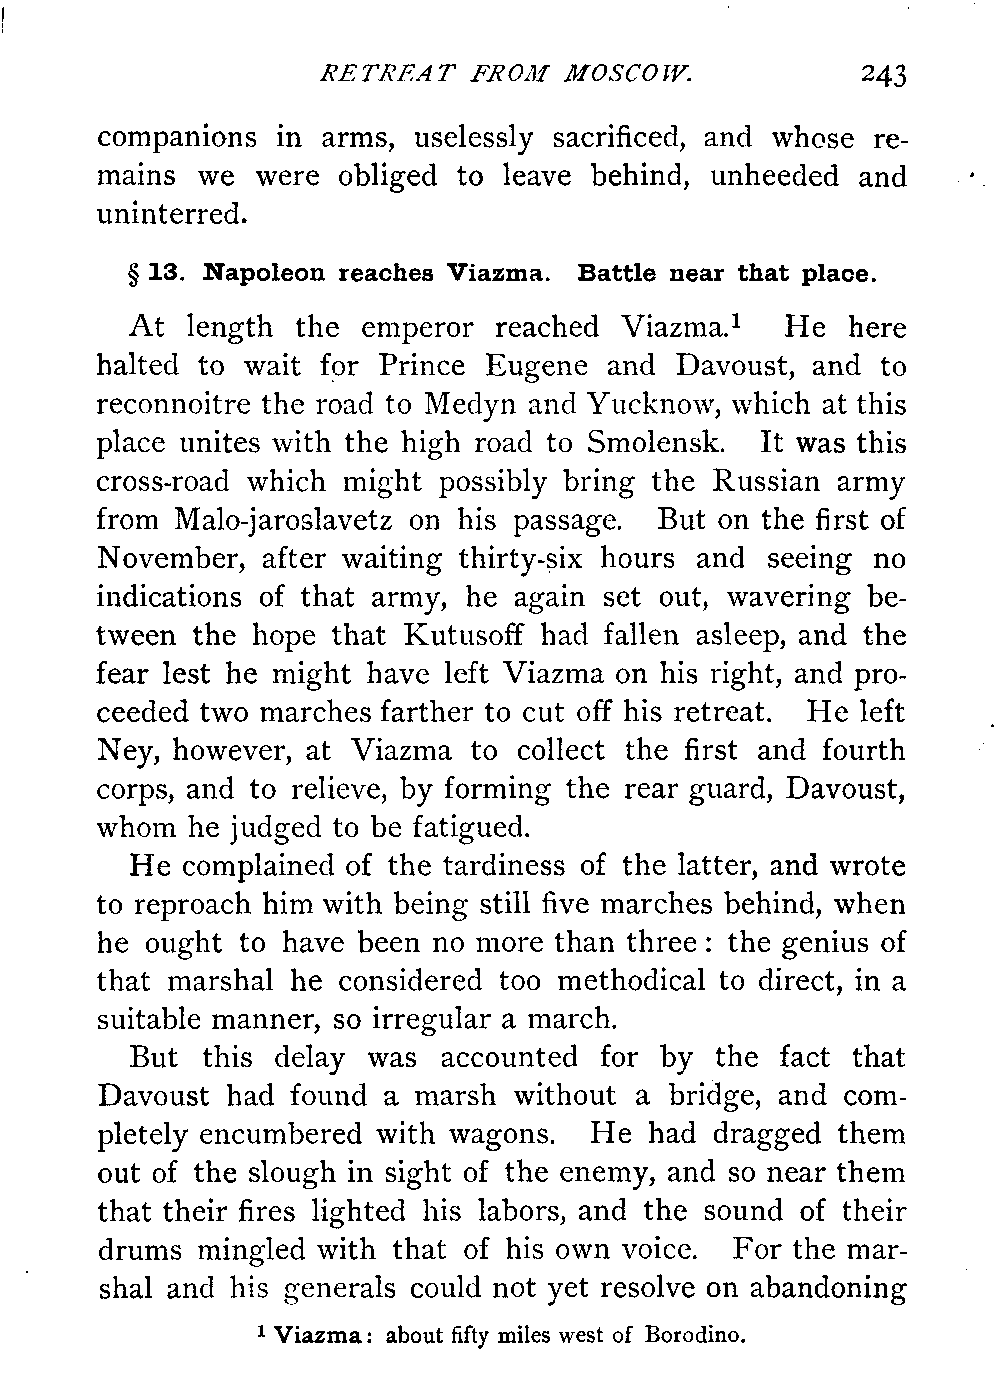 RETREAT FROM MOSCOW. 243
companions in arms, uselessly sacrificed, and whose re-
mains we were obliged to leave behind, unheeded and
uninterred.
§ 13. Napoleon reaches Viazma. Battle near that place.
At length the emperor reached Viazma.¹ He here
halted to wait for Prince Eugene and Davoust, and to
reconnoitre the road to Medyn and Yucknow, which at this
place unites with the high road to Smolensk. It was this
cross-road which might possibly bring the Russian army
from Malo-jaroslavetz on his passage. But on the first of
November, after waiting thirty-six hours and seeing no
indications of that army, he again set out, wavering be-
tween the hope that Kutusoff had fallen asleep, and the
fear lest he might have left Viazma on his right, and pro-
ceeded two marches farther to cut off his retreat. He left
Ney, however, at Viazma to collect the first and fourth
corps, and to relieve, by forming the rear guard, Davoust,
whom he judged to be fatigued.
He complained of the tardiness of the latter, and wrote
to reproach him with being still five marches behind, when
he ought to have been no more than three : the genius of
that marshal he considered too methodical to direct, in a
suitable manner, so irregular a march.
But this delay was accounted for by the fact that
Davoust had found a marsh without a bridge, and com-
pletely encumbered with wagons. He had dragged them
out of the slough in sight of the enemy, and so near them
that their fires lighted his labors, and the sound of their
drums mingled with that of his own voice. For the mar-
shal and his generals could not yet resolve on abandoning
¹ Viazma: about fifty miles west of Borodino.